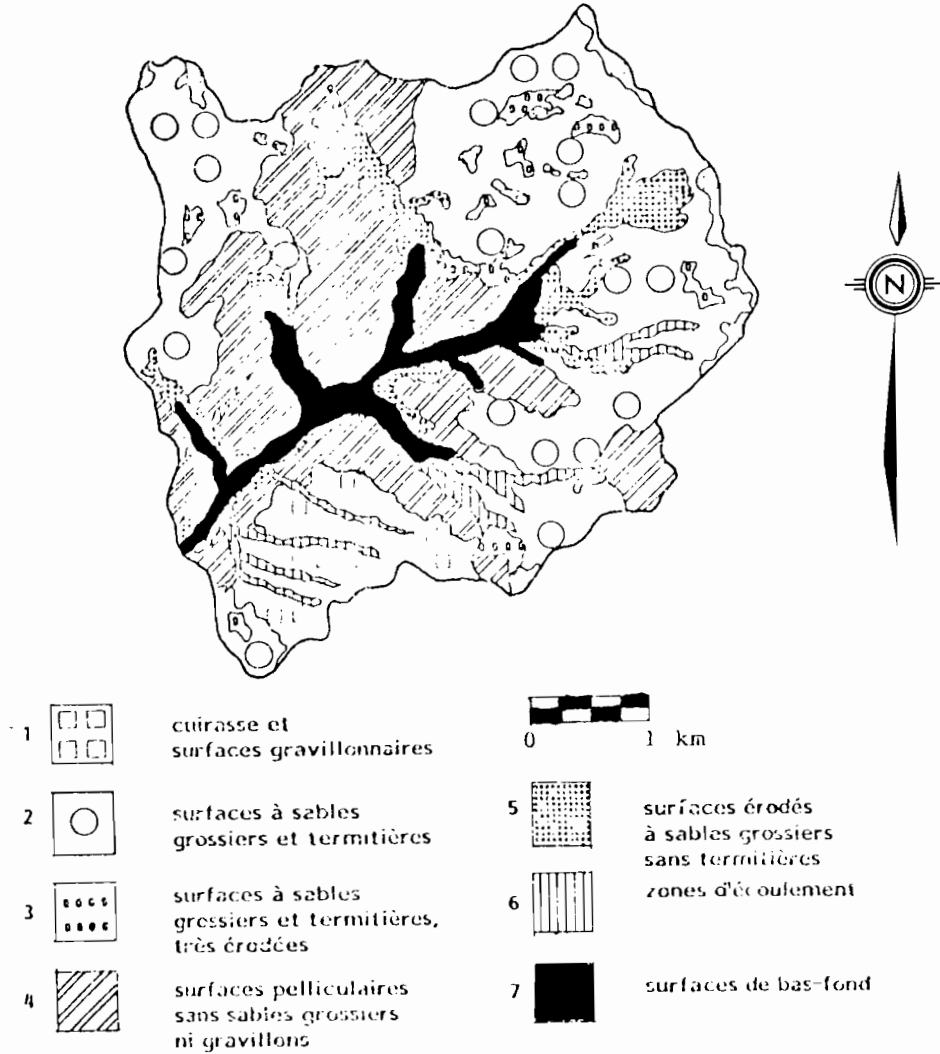 N
1
cuirasse et
surfaces gravillonnaires
2
surfaces à sables
grossiers et termitières
3
surfaces à sables
grossiers et termitières,
très érodées
4
surfaces pelliculaires
sans sables grossiers
ni gravillons
0 1 km
5
surfaces érodés
à sables grossiers
sans termitières
6
zones d'écoulement
7
surfaces de bas-fond